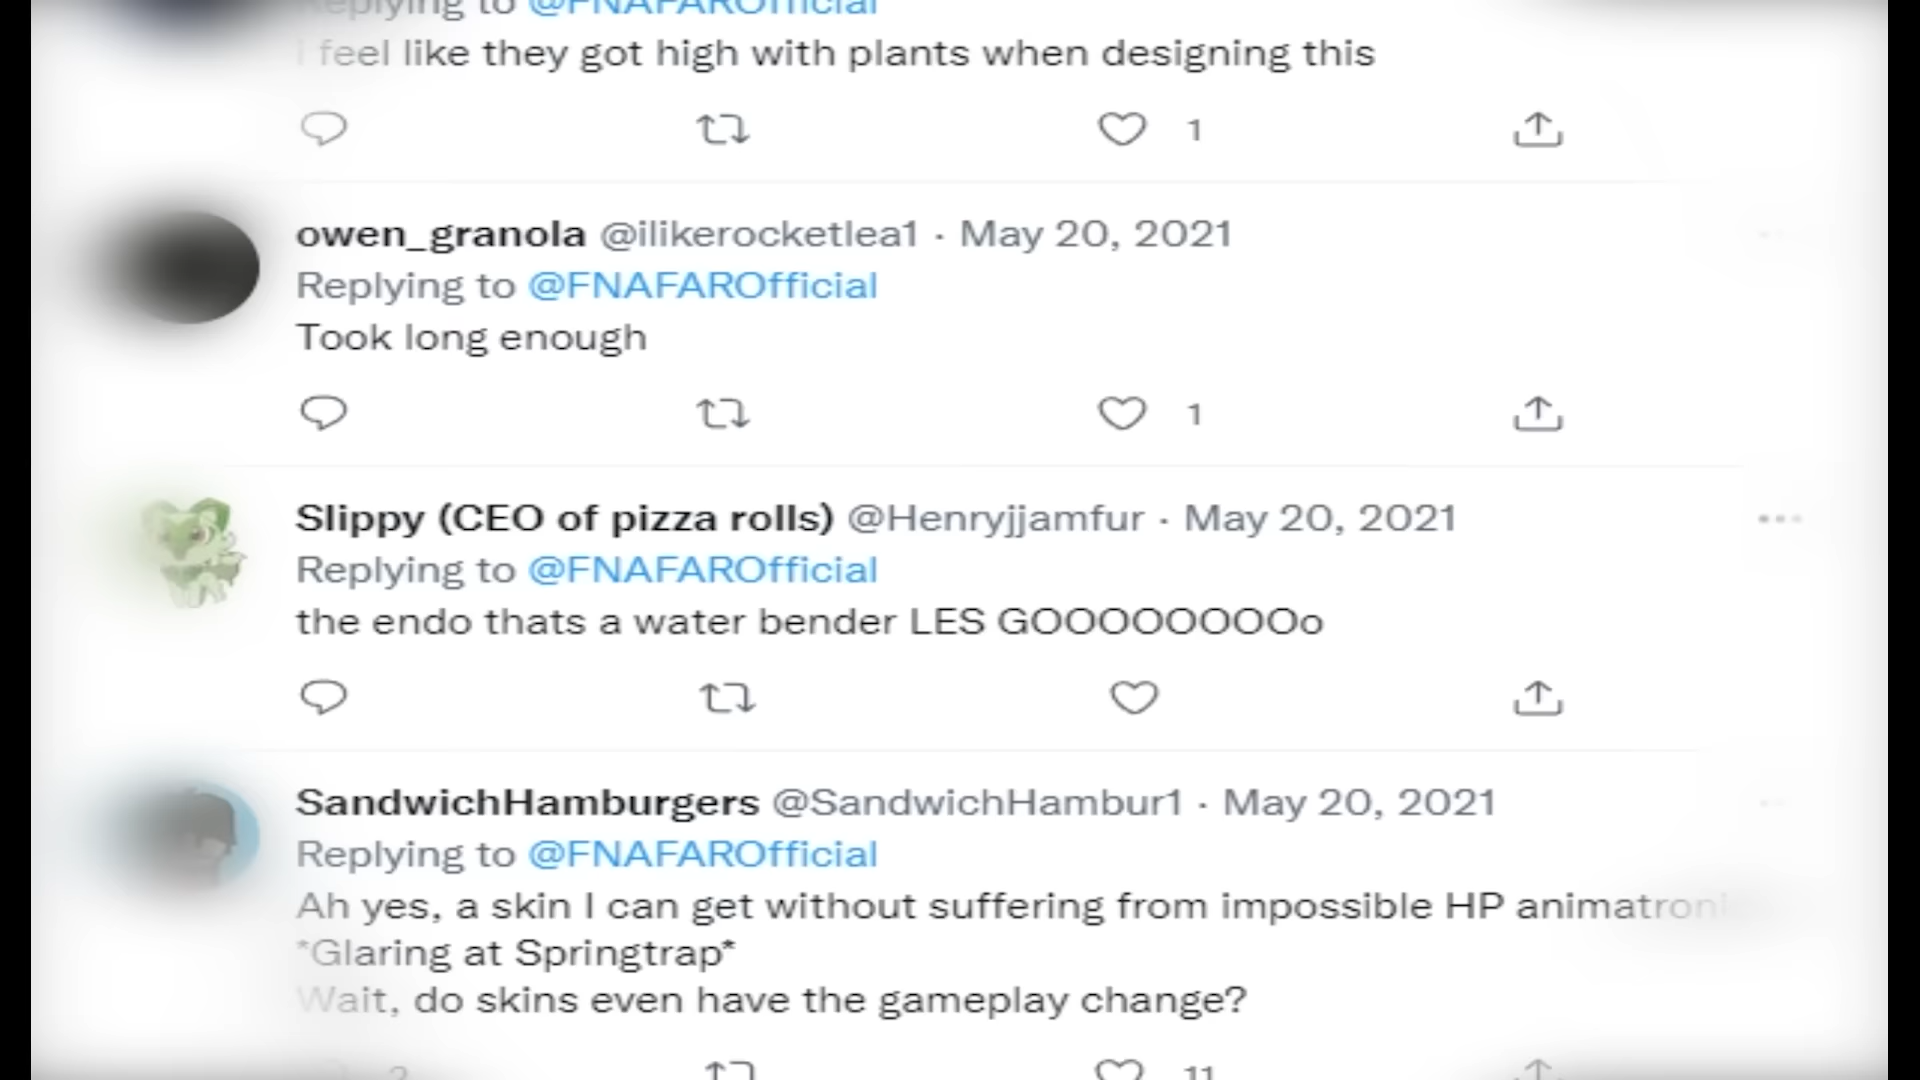 Replying to @FNAFAROfficial
I feel like they got high with plants when designing this
1
owen_granola @ilikerocketlea1 · May 20, 2021
Replying to @FNAFAROfficial
Took long enough
1
Slippy (CEO of pizza rolls) @Henryjjamfur · May 20, 2021
Replying to @FNAFAROfficial
the endo thats a water bender LES GOOOOOOOOo
SandwichHamburgers @SandwichHambur1 · May 20, 2021
Replying to @FNAFAROfficial
Ah yes, a skin I can get without suffering from impossible HP
*Glaring at Springtrap*
Wait, do skins even have the gameplay change?
2 11